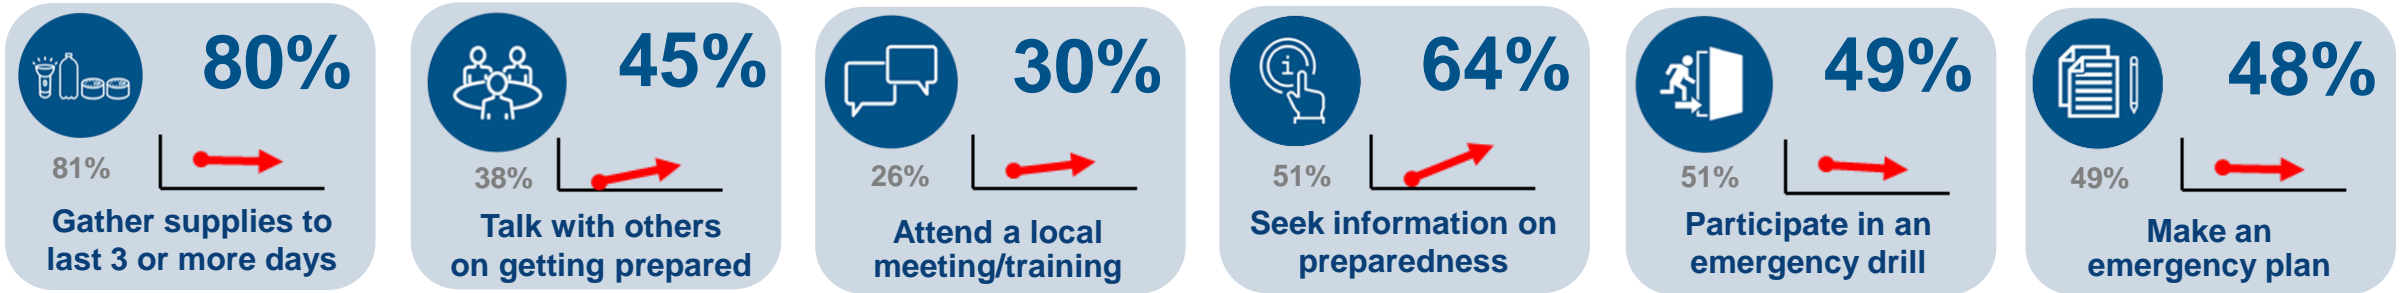 80%
81%
Gather supplies to
last 3 or more days
45%
38%
Talk with others
on getting prepared
30%
26%
Attend a local
meeting/training
i
64%
51%
Seek information on
preparedness
49%
51%
Participate in an
emergency drill
48%
49%
Make an
emergency plan